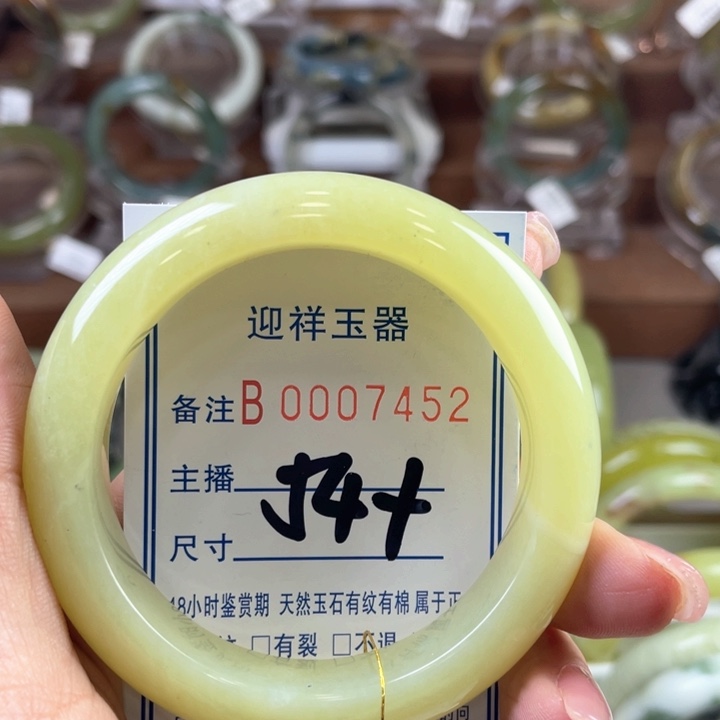 迎祥玉器
备注 B 0007452
主播
54+
尺寸
48小时鉴赏期 天然玉石有纹有棉 属于正
□有裂 □不退